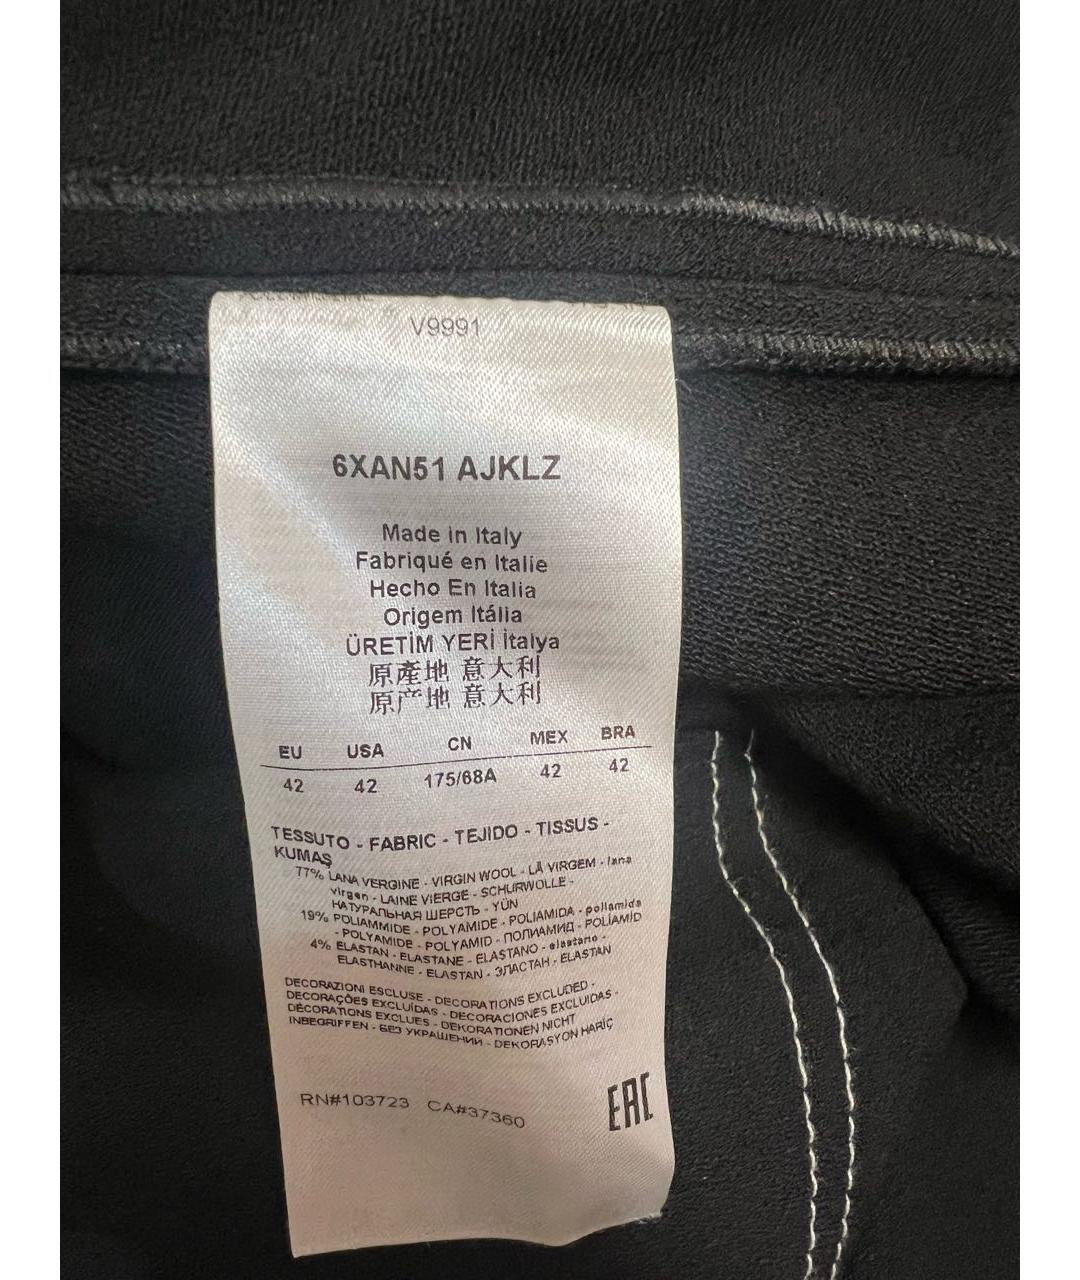 V9991
6XAN51 AJKLZ
Made in Italy
Fabriqué en Italie
Hecho En Italia
Origem Itália
ÜRETİM YERİ İtalya
原產地 意大利
原产地 意大利
EU USA CN MEX BRA
42 42 175/68A 42 42
TESSUTO - FABRIC - TEJIDO - TISSUS -
KUMAŞ
77% LANA VERGINE - VIRGIN WOOL - LÃ VIRGEM - lana
virgen - LAINE VIERGE - SCHURWOLLE -
НАТУРАЛЬНАЯ ШЕРСТЬ - YÜN
19% POLIAMMIDE - POLYAMIDE - POLIAMIDA - poliamida
- POLYAMIDE - POLYAMID - ПОЛИАМИД - POLİAMİD
4% ELASTAN - ELASTANE - ELASTANO - elastano -
ELASTHANNE - ELASTAN - ЭЛАСТАН - ELASTAN
DECORAZIONI ESCLUSE - DECORATIONS EXCLUDED -
DECORAÇÕES EXCLUÍDAS - DECORACIONES EXCLUIDAS -
DÉCORATIONS EXCLUES - DEKORATIONEN NICHT
INBEGRIFFEN - БЕЗ УКРАШЕНИЙ - DEKORASYON HARİÇ
RN#103723 CA#37360
EAC